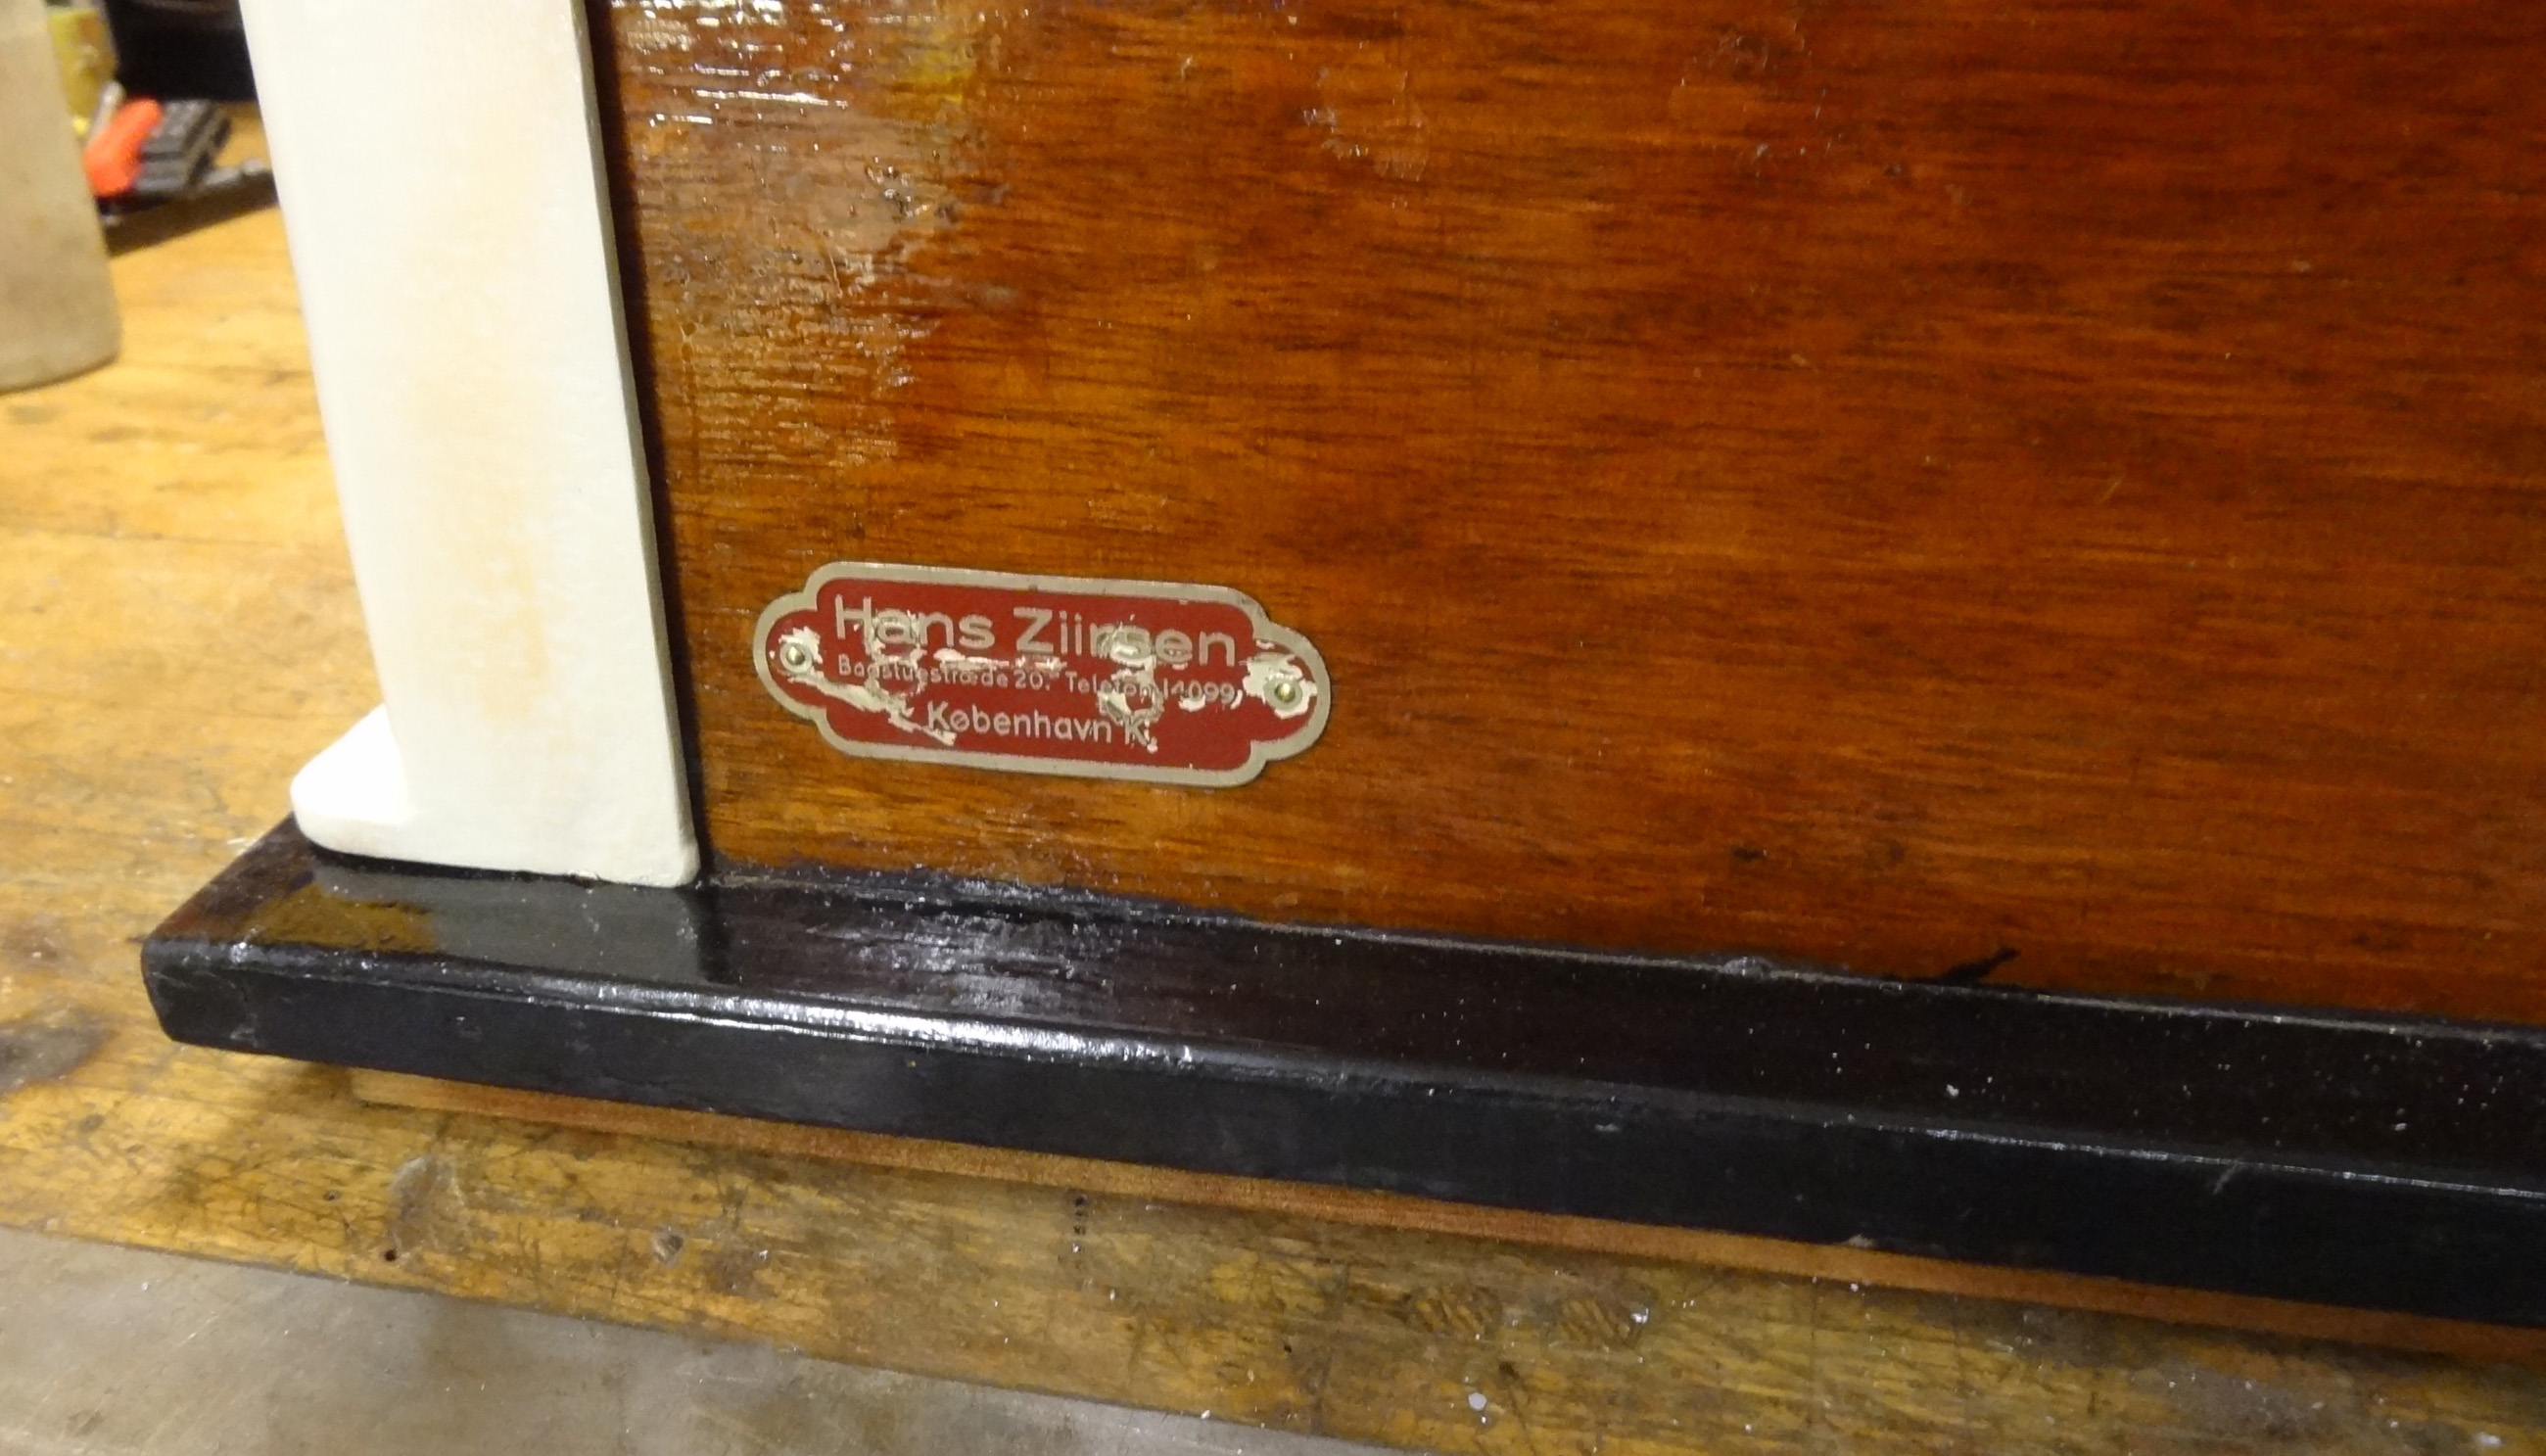 Hans Ziirsen
Badstuestræde 20. Telefon 14099,
København K.